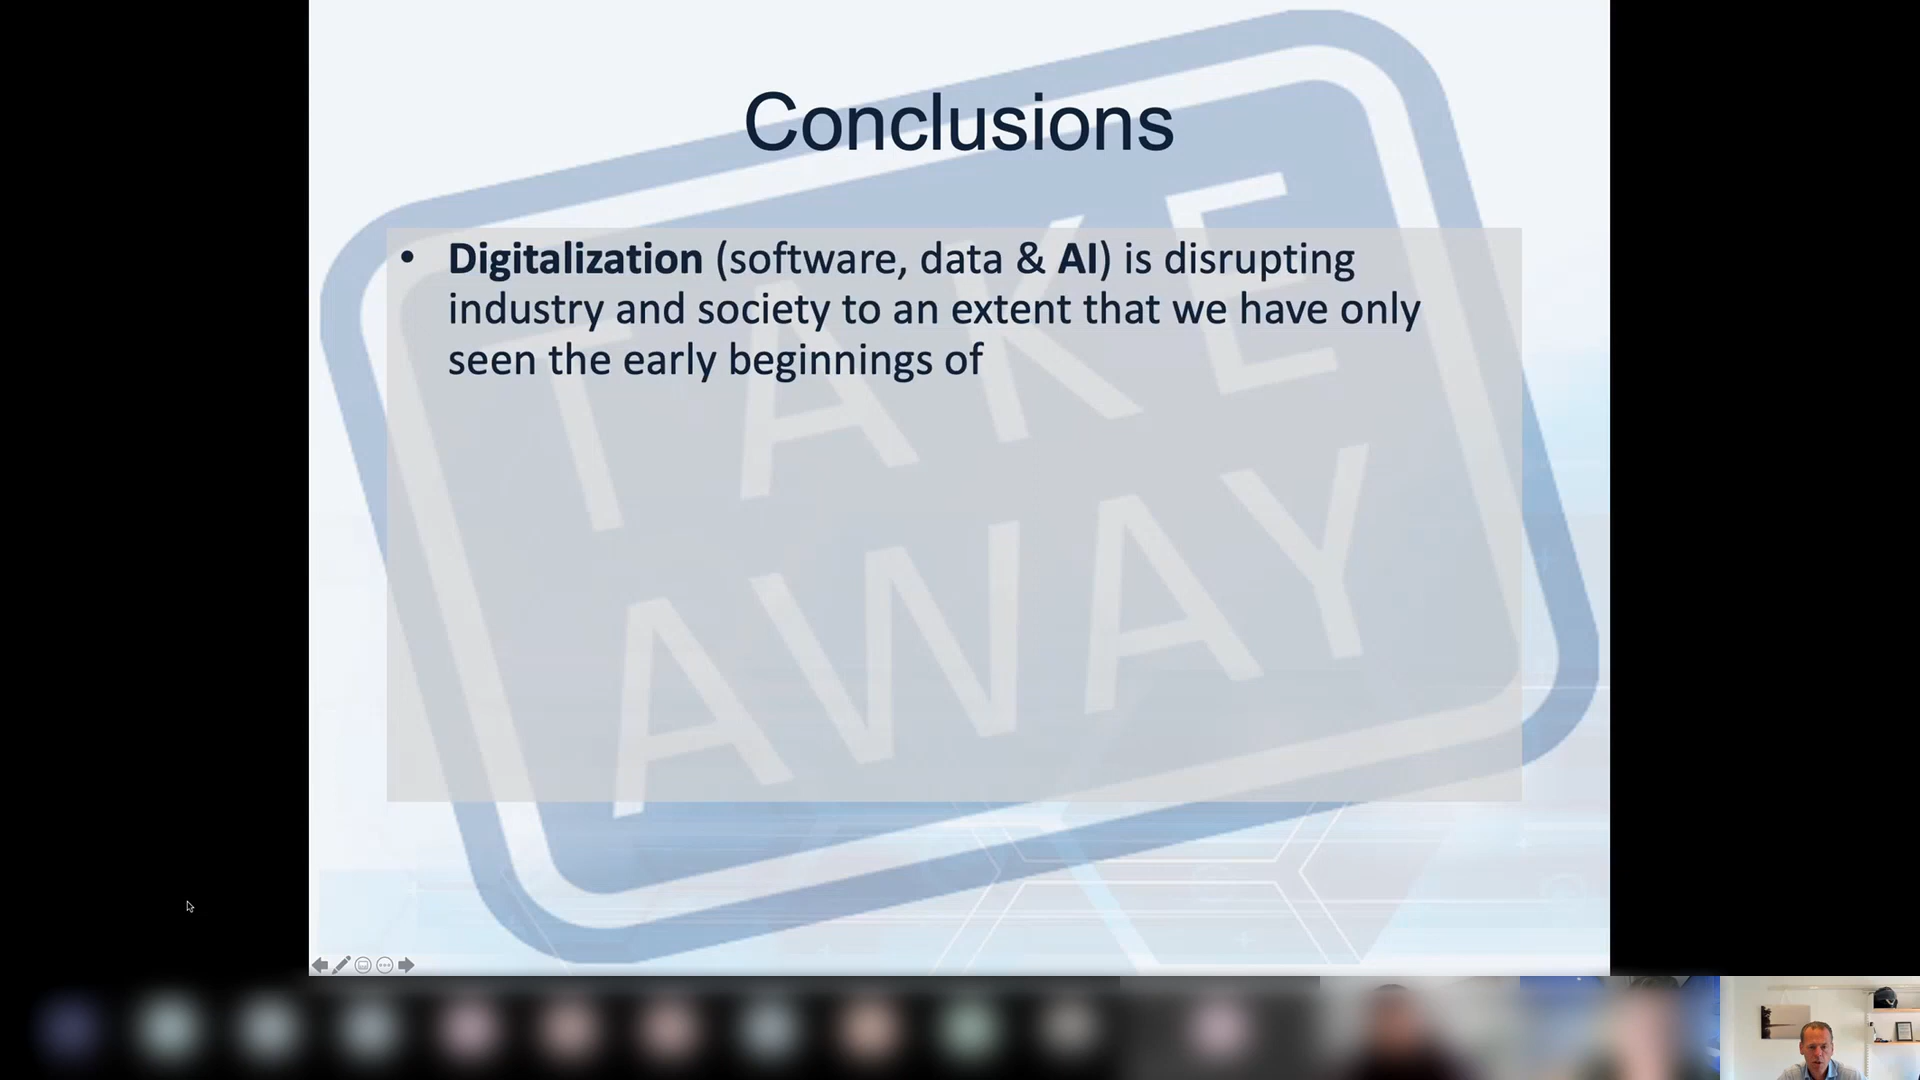 Conclusions
• Digitalization (software, data & AI) is disrupting
industry and society to an extent that we have only
seen the early beginnings of
TAKE
AWAY